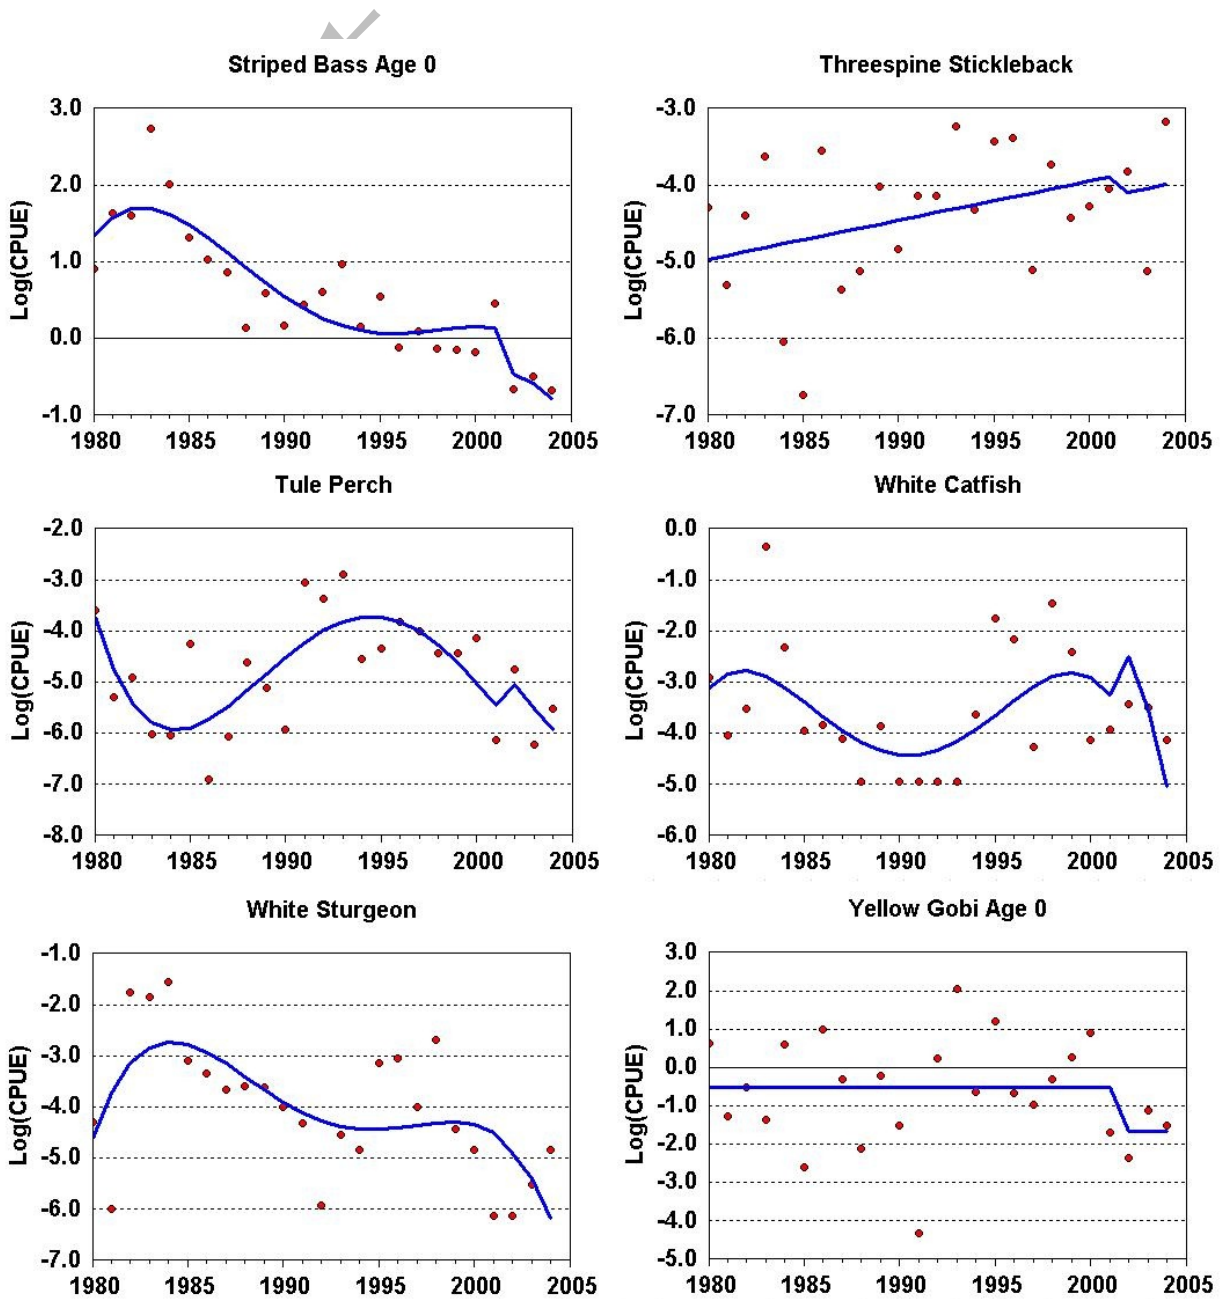 Striped Bass Age 0
Log(CPUE)
3.0
2.0
1.0
0.0
-1.0
1980 1985 1990 1995 2000 2005
Threespine Stickleback
Log(CPUE)
-3.0
-4.0
-5.0
-6.0
-7.0
1980 1985 1990 1995 2000 2005
Tule Perch
Log(CPUE)
-2.0
-3.0
-4.0
-5.0
-6.0
-7.0
-8.0
1980 1985 1990 1995 2000 2005
White Catfish
Log(CPUE)
0.0
-1.0
-2.0
-3.0
-4.0
-5.0
-6.0
1980 1985 1990 1995 2000 2005
White Sturgeon
Log(CPUE)
-1.0
-2.0
-3.0
-4.0
-5.0
-6.0
-7.0
1980 1985 1990 1995 2000 2005
Yellow Gobi Age 0
Log(CPUE)
3.0
2.0
1.0
0.0
-1.0
-2.0
-3.0
-4.0
-5.0
1980 1985 1990 1995 2000 2005